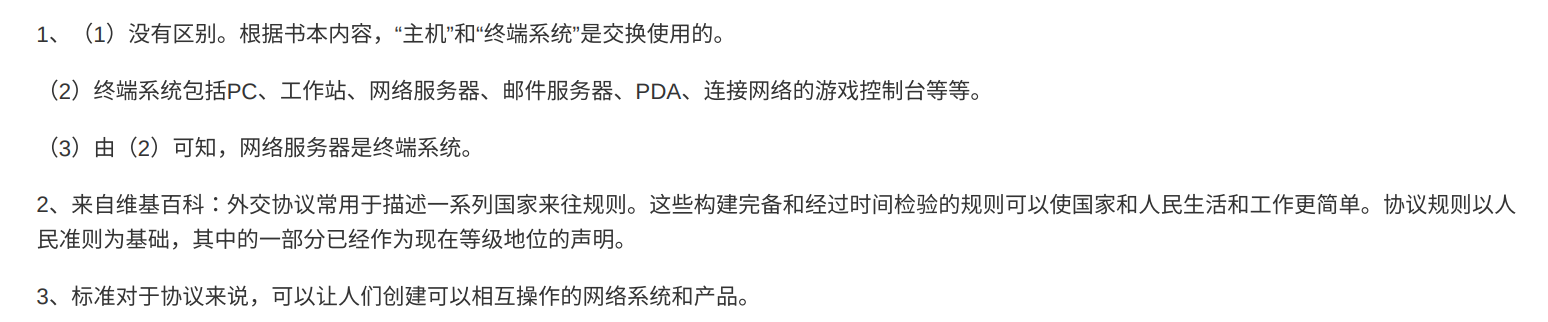 1、（1）没有区别。根据书本内容，“主机”和“终端系统”是交换使用的。
（2）终端系统包括PC、工作站、网络服务器、邮件服务器、PDA、连接网络的游戏控制台等等。
（3）由（2）可知，网络服务器是终端系统。
2、来自维基百科：外交协议常用于描述一系列国家来往规则。这些构建完备和经过时间检验的规则可以使国家和人民生活和工作更简单。协议规则以人
民准则为基础，其中的一部分已经作为现在等级地位的声明。
3、标准对于协议来说，可以让人们创建可以相互操作的网络系统和产品。